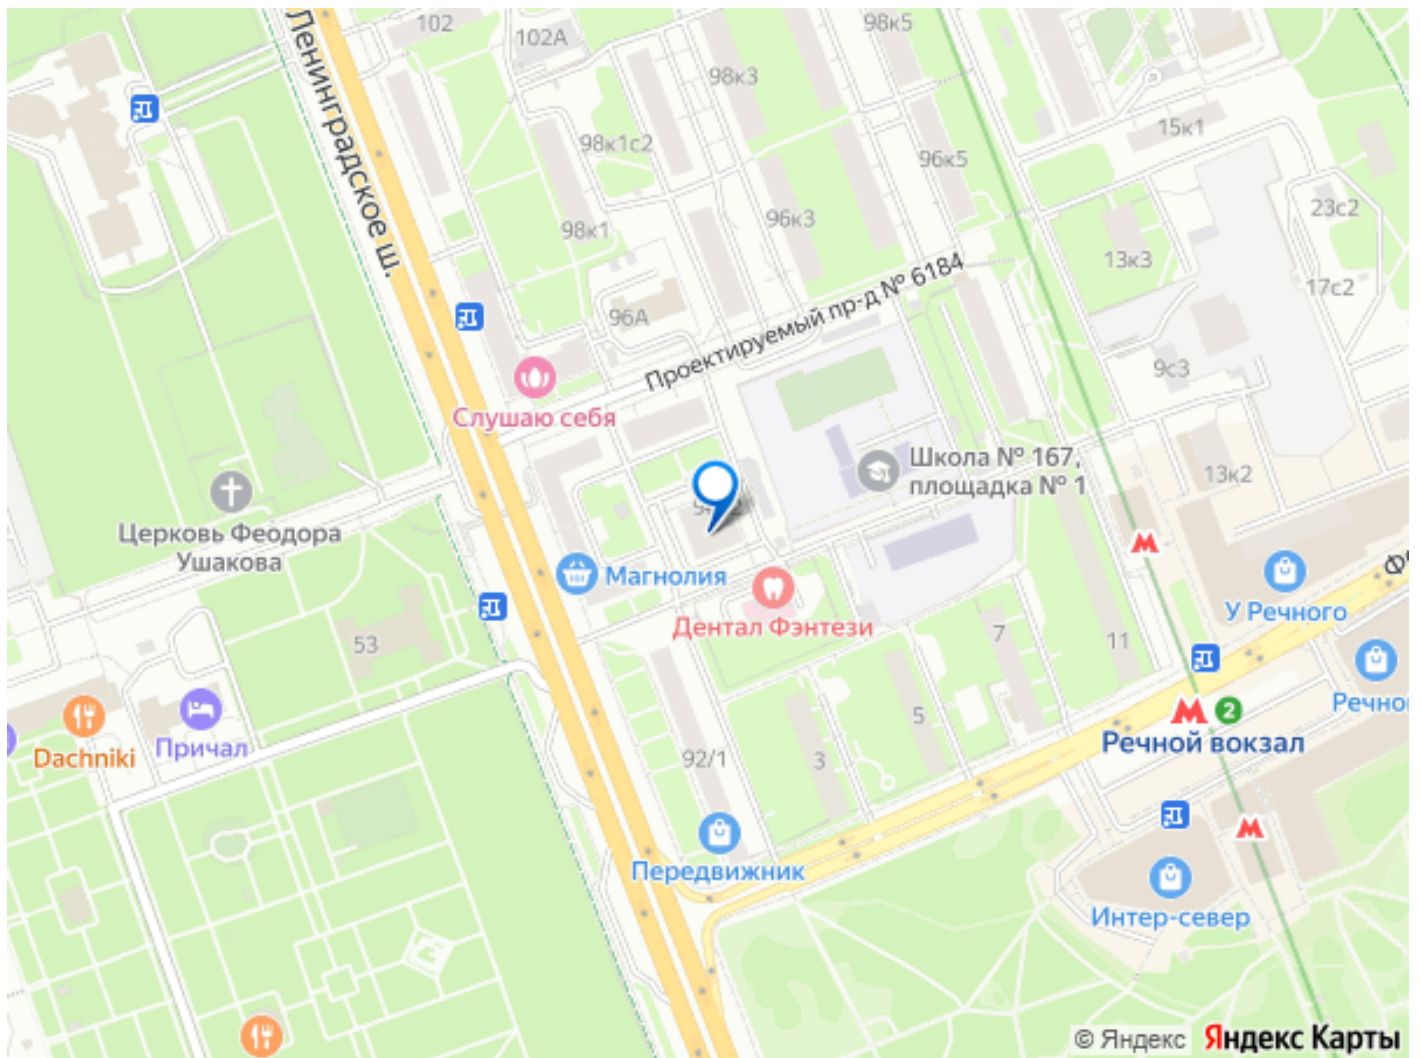 102
102А
98к5
Ленинградское ш.
98к3
98к1с2
15к1
96к5
23с2
96к3
98к1
13к3
17с2
96А
Проектируемый пр-д № 6184
9с3
Слушаю себя
Школа № 167,
площадка № 1
13к2
Церковь Феодора
Ушакова
Магнолия
У Речного
Дентал Фэнтези
53
7
11
Речно
2
5
Причал
Речной вокзал
Dachniki
92/1
3
Передвижник
Интер-север
© Яндекс Яндекс Карты